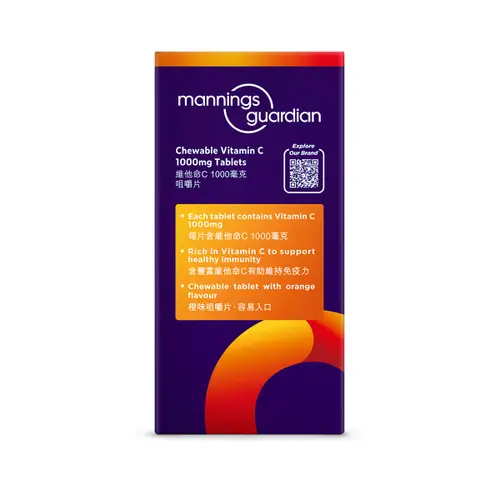 mannings
guardian
Chewable Vitamin C
1000mg Tablets
維他命C 1000毫克
咀嚼片
Explore
Our Brand
• Each tablet contains Vitamin C
1000mg
每片含維他命C 1000毫克
• Rich in Vitamin C to support
healthy immunity
含豐富維他命C有助維持免疫力
• Chewable tablet with orange
flavour
橙味咀嚼片·容易入口